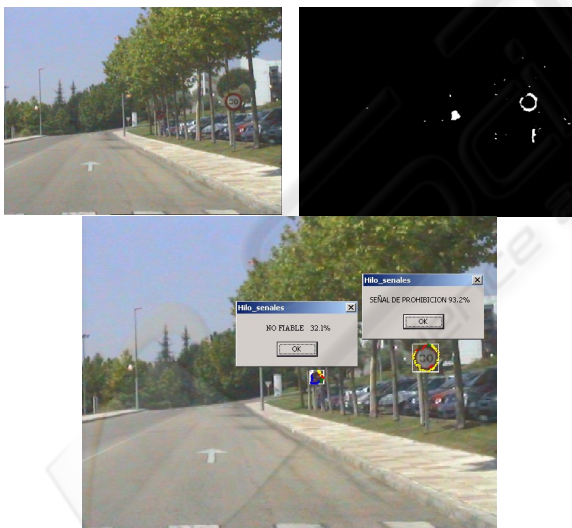 Hilo_senales
SEÑAL DE PROHIBICION 93.2%
OK
Hilo_senales
NO FIABLE 32.1%
OK